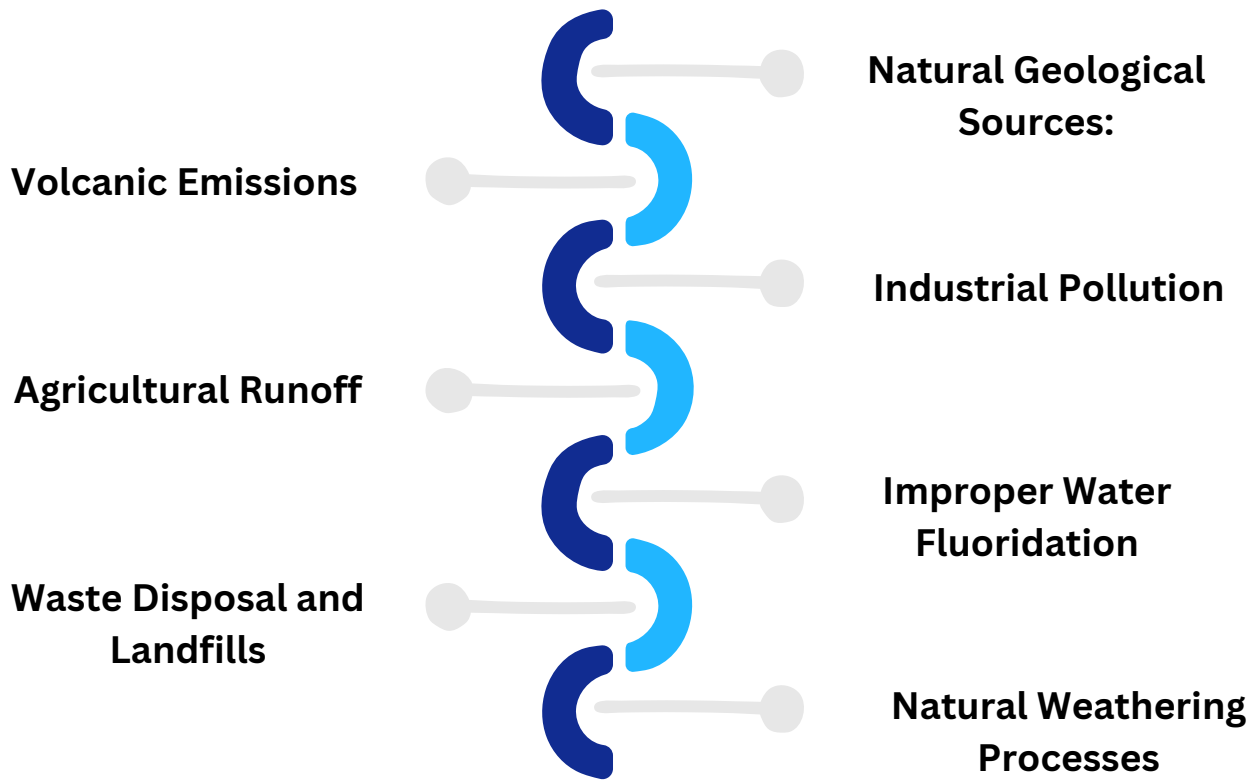 Natural Geological
Sources:
Volcanic Emissions
Industrial Pollution
Agricultural Runoff
Improper Water
Fluoridation
Waste Disposal and
Landfills
Natural Weathering
Processes